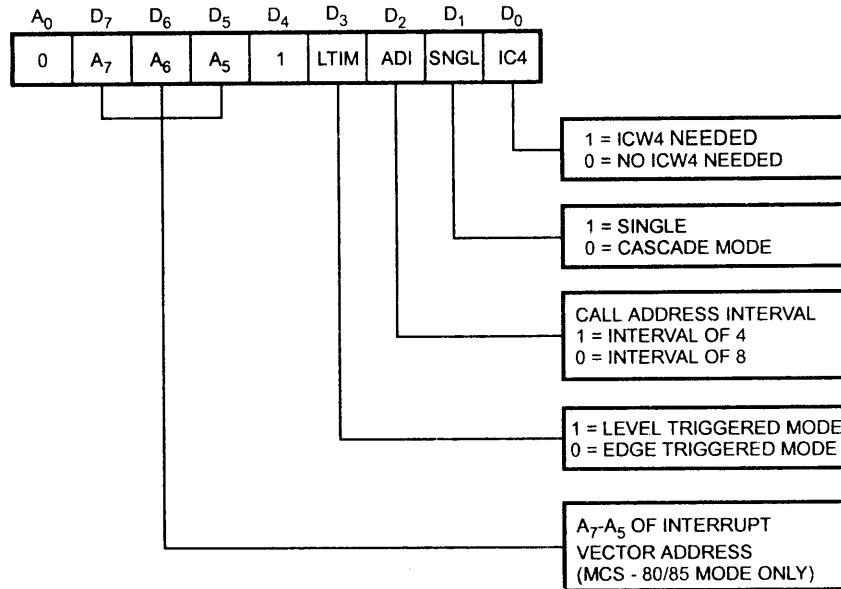 A0 D7 D6 D5 D4 D3 D2 D1 D0
0 A7 A6 A5 1 LTIM ADI SNGL IC4
1 = ICW4 NEEDED
0 = NO ICW4 NEEDED
1 = SINGLE
0 = CASCADE MODE
CALL ADDRESS INTERVAL
1 = INTERVAL OF 4
0 = INTERVAL OF 8
1 = LEVEL TRIGGERED MODE
0 = EDGE TRIGGERED MODE
A7-A5 OF INTERRUPT
VECTOR ADDRESS
(MCS - 80/85 MODE ONLY)